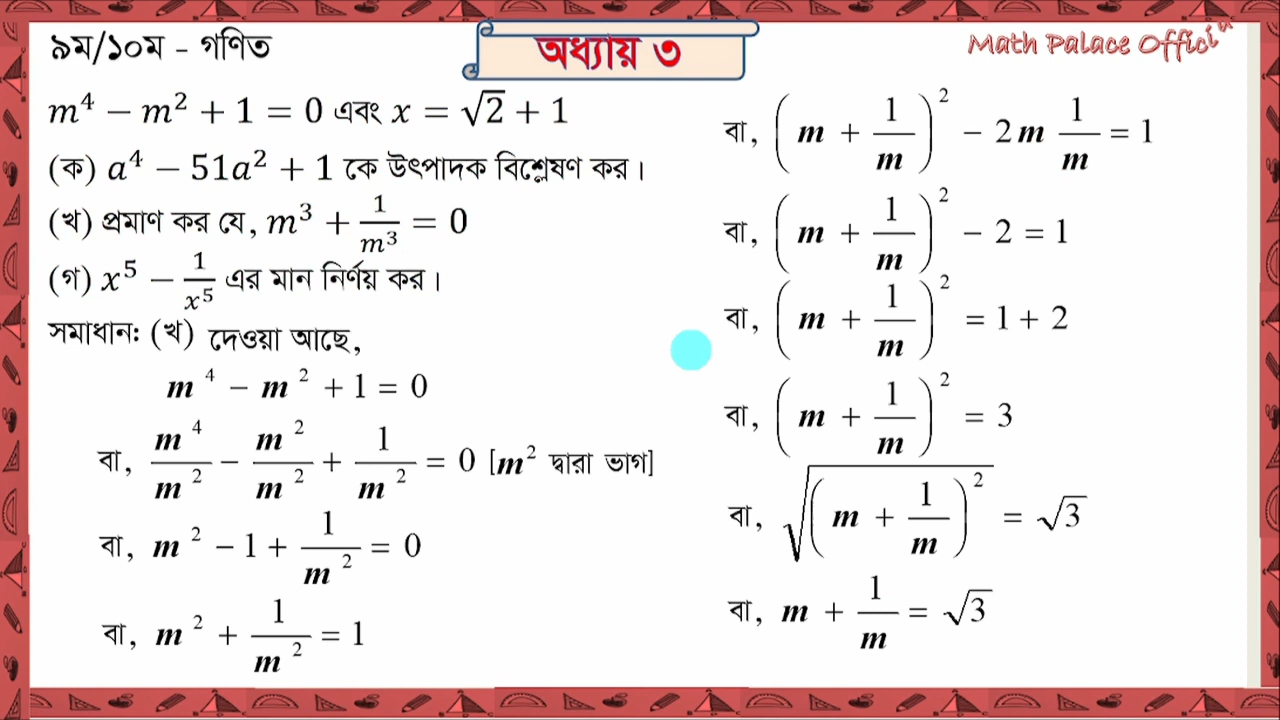 ৯ম/১০ম - গণিত
অধ্যায় ৩
Math Palace Official
m⁴ − m² + 1 = 0 এবং x = √2 + 1
(ক) a⁴ − 51a² + 1 কে উৎপাদক বিশ্লেষণ কর।
(খ) প্রমাণ কর যে, m³ + 1/m³ = 0
(গ) x⁵ − 1/x⁵ এর মান নির্ণয় কর।
সমাধানঃ (খ) দেওয়া আছে,
m⁴ − m² + 1 = 0
বা, m⁴/m² − m²/m² + 1/m² = 0 [m² দ্বারা ভাগ]
বা, m² − 1 + 1/m² = 0
বা, m² + 1/m² = 1
বা, (m + 1/m)² − 2m 1/m = 1
বা, (m + 1/m)² − 2 = 1
বা, (m + 1/m)² = 1 + 2
বা, (m + 1/m)² = 3
বা, √(m + 1/m)² = √3
বা, m + 1/m = √3